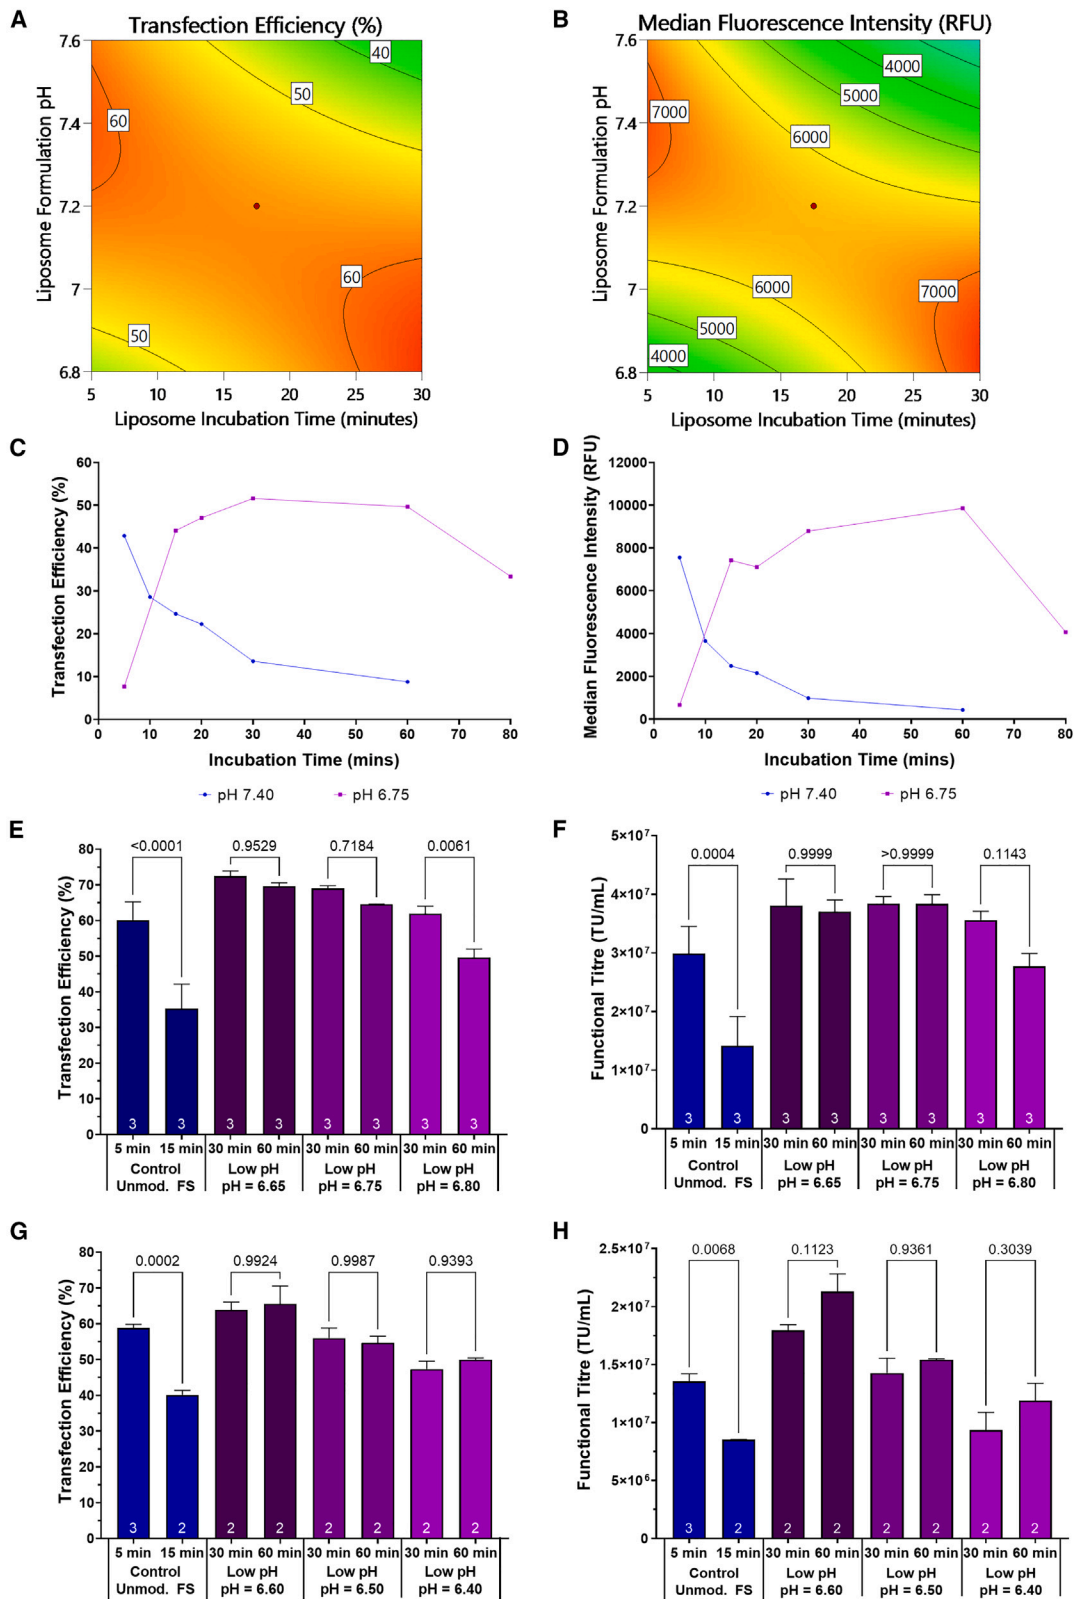 A
Transfection Efficiency (%)
Liposome Formulation pH
7.6
7.4
7.2
7
6.8
40
50
60
60
50
5
10
15
20
25
30
Liposome Incubation Time (minutes)
B
Median Fluorescence Intensity (RFU)
Liposome Formulation pH
7.6
7.4
7.2
7
6.8
4000
5000
7000
6000
6000
7000
5000
4000
5
10
15
20
25
30
Liposome Incubation Time (minutes)
C
Transfection Efficiency (%)
60
50
40
30
20
10
0
0
10
20
30
40
50
60
70
80
Incubation Time (mins)
pH 7.40
pH 6.75
D
Median Fluorescence Intensity (RFU)
12000
10000
8000
6000
4000
2000
0
0
10
20
30
40
50
60
70
80
Incubation Time (mins)
pH 7.40
pH 6.75
E
Transfection Efficiency (%)
80
70
60
50
40
30
20
10
0
<0.0001
0.9529
0.7184
0.0061
3 3 3 3 3 3 3 3
5 min 15 min 30 min 60 min 30 min 60 min 30 min 60 min
Control Low pH Low pH Low pH
Unmod. FS pH = 6.65 pH = 6.75 pH = 6.80
F
Functional Titre (TU/mL)
5×10⁷
4×10⁷
3×10⁷
2×10⁷
1×10⁷
0
0.0004
0.9999
>0.9999
0.1143
3 3 3 3 3 3 3 3
5 min 15 min 30 min 60 min 30 min 60 min 30 min 60 min
Control Low pH Low pH Low pH
Unmod. FS pH = 6.65 pH = 6.75 pH = 6.80
G
Transfection Efficiency (%)
80
70
60
50
40
30
20
10
0
0.0002
0.9924
0.9987
0.9393
3 2 2 2 2 2 2 2
5 min 15 min 30 min 60 min 30 min 60 min 30 min 60 min
Control Low pH Low pH Low pH
Unmod. FS pH = 6.60 pH = 6.50 pH = 6.40
H
Functional Titre (TU/mL)
2.5×10⁷
2×10⁷
1.5×10⁷
1×10⁷
5×10⁶
0
0.0068
0.1123
0.9361
0.3039
3 2 2 2 2 2 2 2
5 min 15 min 30 min 60 min 30 min 60 min 30 min 60 min
Control Low pH Low pH Low pH
Unmod. FS pH = 6.60 pH = 6.50 pH = 6.40